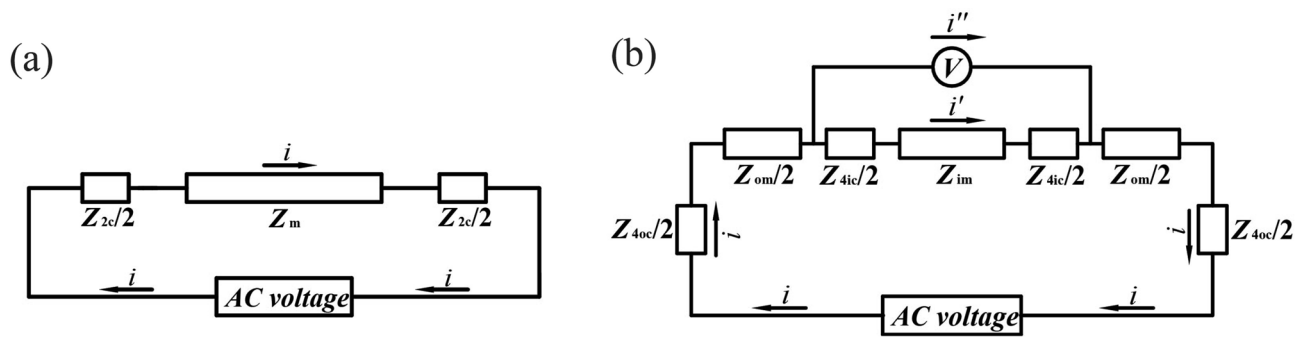 (a)
i
Z2c/2
Zm
Z2c/2
i
i
AC voltage
(b)
i″
V
i′
Zom/2
Z4ic/2
Zim
Z4ic/2
Zom/2
Z4oc/2
i
i
Z4oc/2
i
i
AC voltage